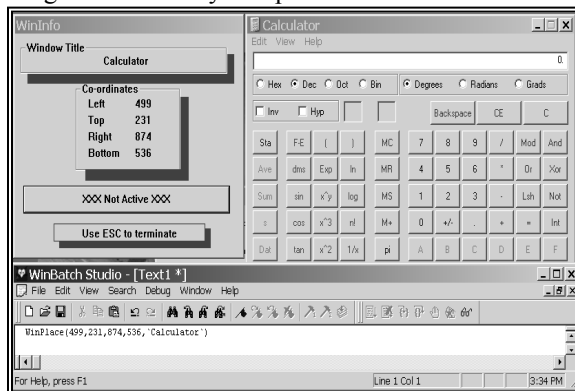 WinInfo
Window Title
Calculator
Co-ordinates
Left 499
Top 231
Right 874
Bottom 536
XXX Not Active XXX
Use ESC to terminate
Calculator
Edit View Help
0.
Hex Dec Oct Bin Degrees Radians Grads
Inv Hyp Backspace CE C
Sta F-E ( ) MC 7 8 9 / Mod And
Ave dms Exp ln MR 4 5 6 * Or Xor
Sum sin x^y log MS 1 2 3 - Lsh Not
s cos x^3 n! M+ 0 +/- . + = Int
Dat tan x^2 1/x pi A B C D E F
WinBatch Studio - [Text1 *]
File Edit View Search Debug Window Help
WinPlace(499,231,874,536,'Calculator')
For Help, press F1
Line 1 Col 1
3:34 PM